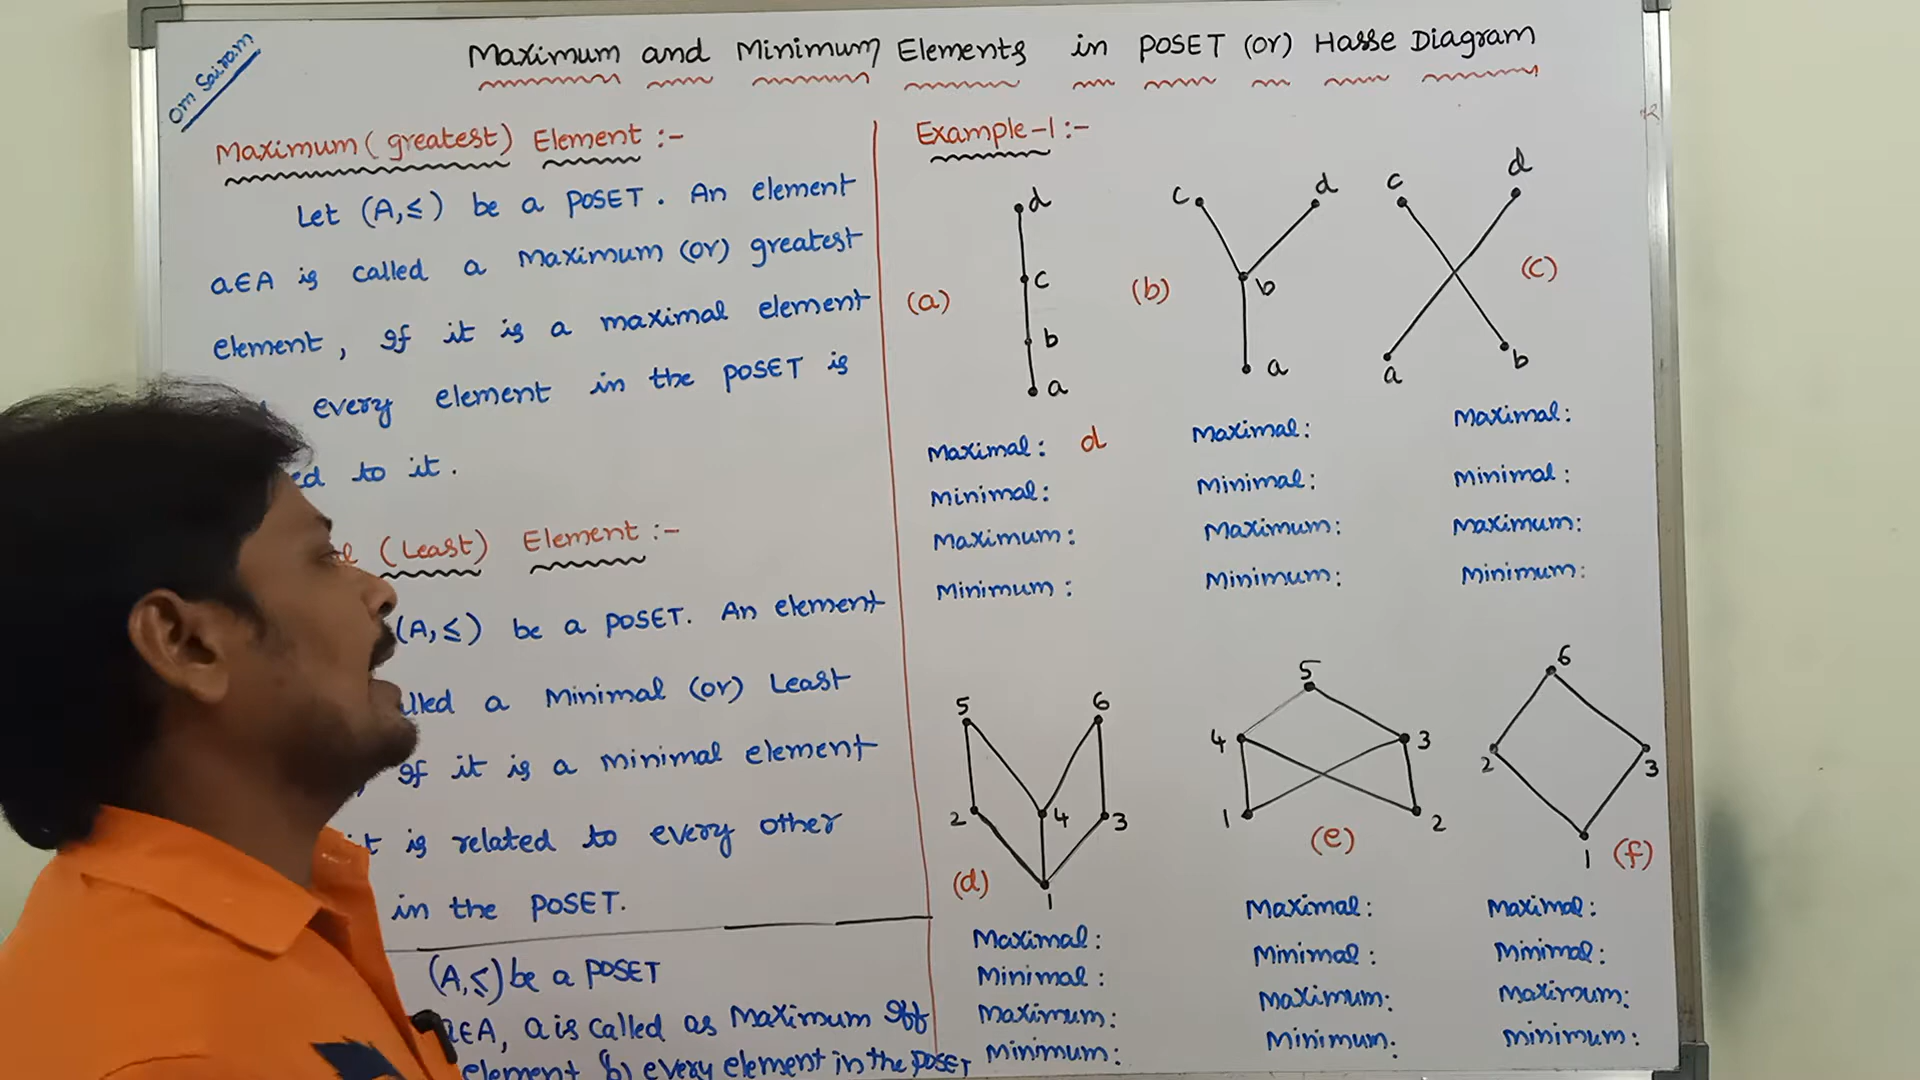 Om Sairam
Maximum and Minimum Elements in POSET (or) Hasse Diagram
Maximum (greatest) Element :-
Let (A,≤) be a POSET. An element
a∈A is called a Maximum (or) greatest
element, If it is a maximal element
every element in the POSET is
ed to it.
(Least) Element :-
(A,≤) be a POSET. An element
lled a Minimal (or) Least
If it is a minimal element
it is related to every other
in the POSET.
(A,≤) be a POSET
a∈A, a is called as Maximum Iff
element & every element in the POSET
Example-1 :-
(a)
d
c
b
a
Maximal: d
Minimal:
Maximum:
Minimum:
(b)
c d
b
a
Maximal:
Minimal:
Maximum:
Minimum:
(c)
c d
a b
Maximal:
Minimal:
Maximum:
Minimum:
(d)
5 6
2 4 3
1
Maximal:
Minimal:
Maximum:
Minimum:
(e)
5
4 3
1 2
Maximal:
Minimal:
Maximum:
Minimum:
(f)
6
2 3
1
Maximal:
Minimal:
Maximum:
Minimum: